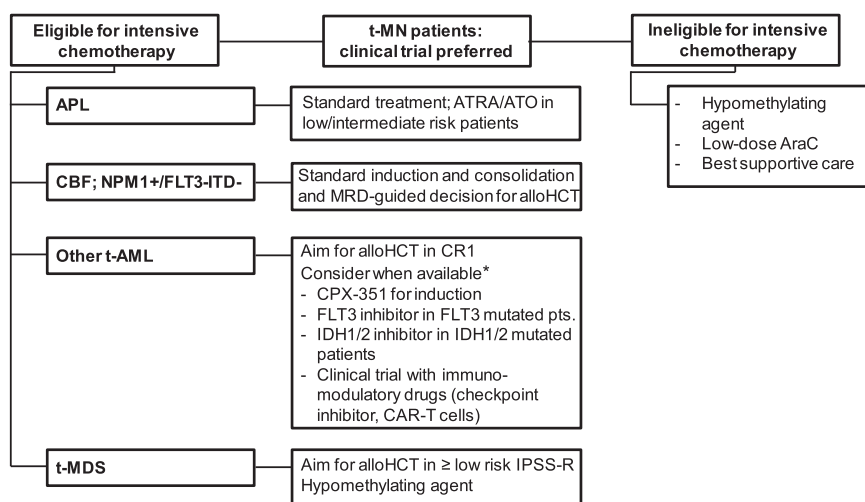 Eligible for intensive
chemotherapy
t-MN patients:
clinical trial preferred
Ineligible for intensive
chemotherapy
APL
Standard treatment; ATRA/ATO in
low/intermediate risk patients
- Hypomethylating
agent
- Low-dose AraC
- Best supportive care
CBF; NPM1+/FLT3-ITD-
Standard induction and consolidation
and MRD-guided decision for alloHCT
Other t-AML
Aim for alloHCT in CR1
Consider when available*
- CPX-351 for induction
- FLT3 inhibitor in FLT3 mutated pts.
- IDH1/2 inhibitor in IDH1/2 mutated
patients
- Clinical trial with immuno-
modulatory drugs (checkpoint
inhibitor, CAR-T cells)
t-MDS
Aim for alloHCT in ≥ low risk IPSS-R
Hypomethylating agent